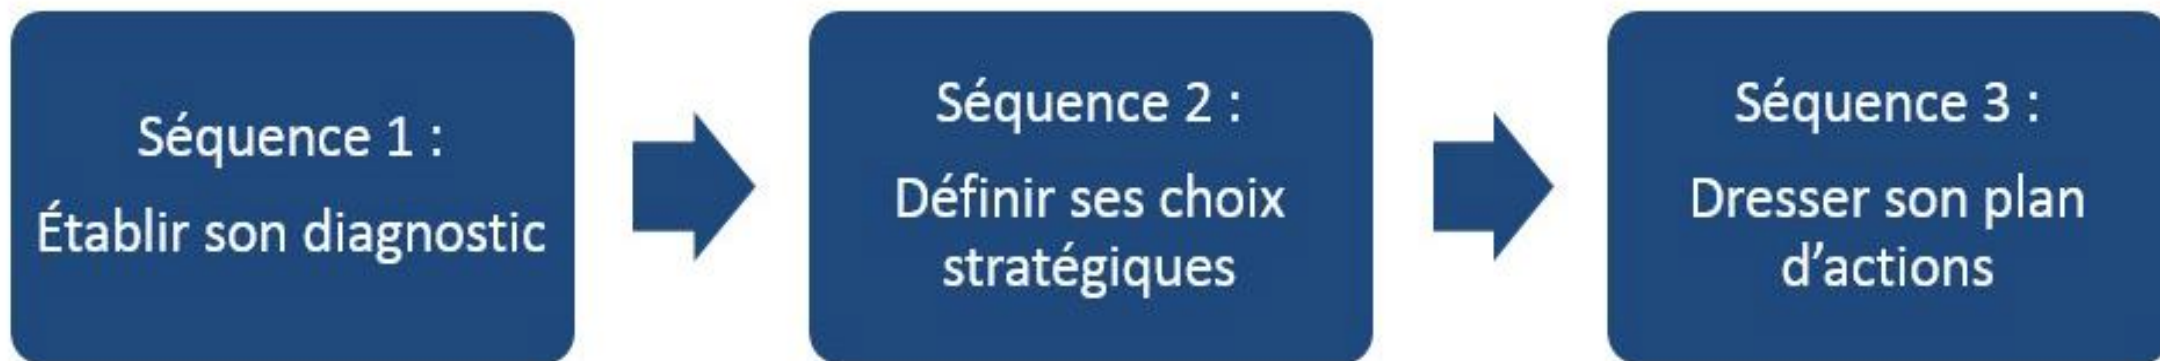 Séquence 1 :
Établir son diagnostic
Séquence 2 :
Définir ses choix
stratégiques
Séquence 3 :
Dresser son plan
d’actions